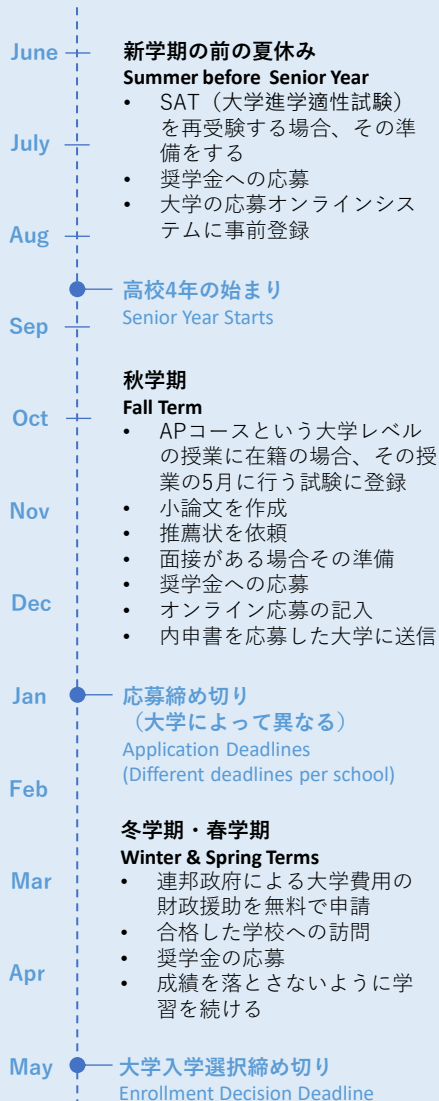 June
新学期の前の夏休み
Summer before Senior Year
• SAT（大学進学適性試験）
を再受験する場合、その準
備をする
July
• 奨学金への応募
• 大学の応募オンラインシス
テムに事前登録
Aug
高校4年の始まり
Senior Year Starts
Sep
秋学期
Fall Term
Oct
• APコースという大学レベル
の授業に在籍の場合、その授
業の5月に行う試験に登録
• 小論文を作成
Nov
• 推薦状を依頼
• 面接がある場合その準備
• 奨学金への応募
Dec
• オンライン応募の記入
• 内申書を応募した大学に送信
Jan
応募締め切り
（大学によって異なる）
Application Deadlines
(Different deadlines per school)
Feb
冬学期・春学期
Winter & Spring Terms
Mar
• 連邦政府による大学費用の
財政援助を無料で申請
• 合格した学校への訪問
• 奨学金の応募
Apr
• 成績を落とさないように学
習を続ける
May
大学入学選択締め切り
Enrollment Decision Deadline